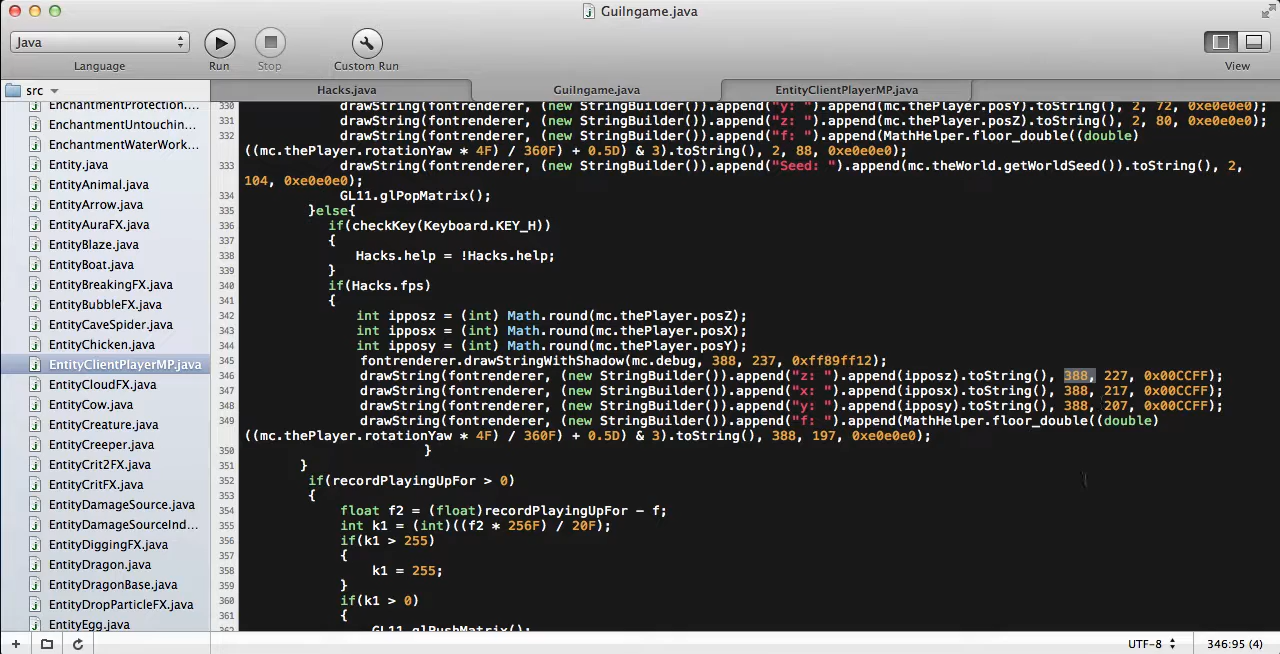 GuiIngame.java
Java
Language
Run
Stop
Custom Run
View
src
Hacks.java
GuiIngame.java
EntityClientPlayerMP.java
EnchantmentProtection....
EnchantmentUntouchin...
EnchantmentWaterWork...
Entity.java
EntityAnimal.java
EntityArrow.java
EntityAuraFX.java
EntityBlaze.java
EntityBoat.java
EntityBreakingFX.java
EntityBubbleFX.java
EntityCaveSpider.java
EntityChicken.java
EntityClientPlayerMP.java
EntityCloudFX.java
EntityCow.java
EntityCreature.java
EntityCreeper.java
EntityCrit2FX.java
EntityCritFX.java
EntityDamageSource.java
EntityDamageSourceInd...
EntityDiggingFX.java
EntityDragon.java
EntityDragonBase.java
EntityDropParticleFX.java
EntityEgg.java
330 drawString(fontrenderer, (new StringBuilder()).append("y: ").append(mc.thePlayer.posY).toString(), 2, 72, 0xe0e0e0);
331 drawString(fontrenderer, (new StringBuilder()).append("z: ").append(mc.thePlayer.posZ).toString(), 2, 80, 0xe0e0e0);
332 drawString(fontrenderer, (new StringBuilder()).append("f: ").append(MathHelper.floor_double((double)
((mc.thePlayer.rotationYaw * 4F) / 360F) + 0.5D) & 3).toString(), 2, 88, 0xe0e0e0);
333 drawString(fontrenderer, (new StringBuilder()).append("Seed: ").append(mc.theWorld.getWorldSeed()).toString(), 2,
104, 0xe0e0e0);
334 GL11.glPopMatrix();
335 }else{
336 if(checkKey(Keyboard.KEY_H))
337 {
338 Hacks.help = !Hacks.help;
339 }
340 if(Hacks.fps)
341 {
342 int ipposz = (int) Math.round(mc.thePlayer.posZ);
343 int ipposx = (int) Math.round(mc.thePlayer.posX);
344 int ipposy = (int) Math.round(mc.thePlayer.posY);
345 fontrenderer.drawStringWithShadow(mc.debug, 388, 237, 0xff89ff12);
346 drawString(fontrenderer, (new StringBuilder()).append("z: ").append(ipposz).toString(), 388, 227, 0x00CCFF);
347 drawString(fontrenderer, (new StringBuilder()).append("x: ").append(ipposx).toString(), 388, 217, 0x00CCFF);
348 drawString(fontrenderer, (new StringBuilder()).append("y: ").append(ipposy).toString(), 388, 207, 0x00CCFF);
349 drawString(fontrenderer, (new StringBuilder()).append("f: ").append(MathHelper.floor_double((double)
((mc.thePlayer.rotationYaw * 4F) / 360F) + 0.5D) & 3).toString(), 388, 197, 0xe0e0e0);
350 }
351 }
352 if(recordPlayingUpFor > 0)
353 {
354 float f2 = (float)recordPlayingUpFor - f;
355 int k1 = (int)((f2 * 256F) / 20F);
356 if(k1 > 255)
357 {
358 k1 = 255;
359 }
360 if(k1 > 0)
361 {
362 GL11.glPushMatrix();
UTF-8
346:95 (4)